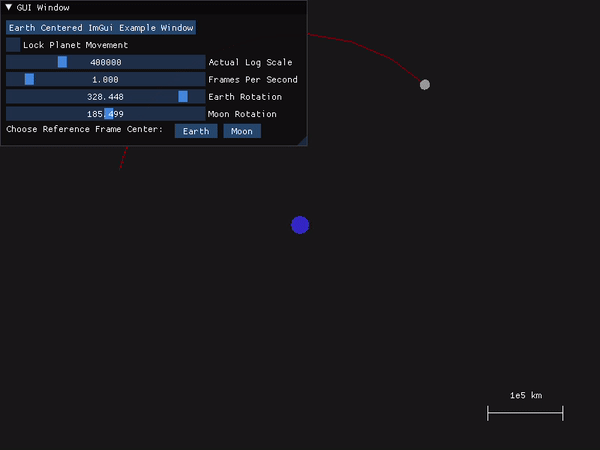 GUI Window
Earth Centered ImGui Example Window
Lock Planet Movement
400000 Actual Log Scale
1.000 Frames Per Second
328.448 Earth Rotation
185.499 Moon Rotation
Choose Reference Frame Center: Earth Moon
1e5 km